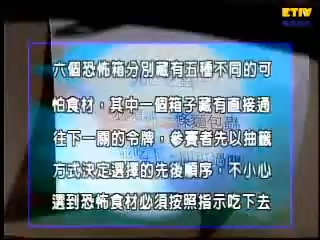 ETTV
六個恐怖箱分別藏有五種不同的可
怕食材，其中一個箱子藏有直接通
往下一關的令牌，參賽者先以抽籤
方式決定選擇的先後順序，不小心
選到恐怖食材必須按照指示吃下去